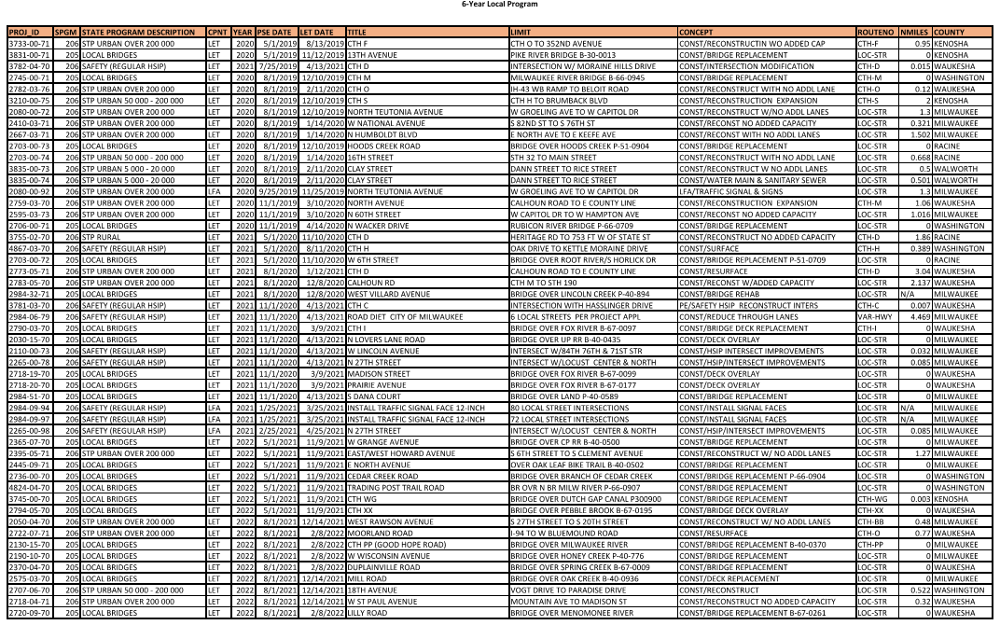 6-Year Local Program
PROJ_ID SPGM STATE PROGRAM DESCRIPTION CPNT YEAR PSE DATE LET DATE TITLE LIMIT CONCEPT ROUTENO NMILES COUNTY
3733-00-71 206 STP URBAN OVER 200 000 LET 2020 5/1/2019 8/13/2019 CTH F CTH O TO 352ND AVENUE CONST/RECONSTRUCTIN WO ADDED CAP CTH-F 0.95 KENOSHA
3831-00-71 205 LOCAL BRIDGES LET 2020 8/1/2019 11/12/2019 13TH AVENUE PIKE RIVER BRIDGE B-30-0013 CONST/BRIDGE REPLACEMENT LOC-STR 0 KENOSHA
3782-04-70 206 SAFETY (REGULAR HSIP) LET 2021 7/25/2019 4/13/2021 CTH D INTERSECTION W/ MORAINE HILLS DRIVE CONST/INTERSECTION MODIFICATION CTH-D 0.015 WAUKESHA
2745-00-71 205 LOCAL BRIDGES LET 2020 8/1/2019 12/10/2019 CTH M MILWAUKEE RIVER BRIDGE B-66-0945 CONST/BRIDGE REPLACEMENT CTH-M 0 WASHINGTON
2782-03-76 206 STP URBAN OVER 200 000 LET 2020 8/1/2019 2/11/2020 CTH O IH-43 WB RAMP TO BELOIT ROAD CONST/RECONSTRUCT WITH NO ADDL LANE CTH-O 0.12 WAUKESHA
3210-00-75 206 STP URBAN 50 000 - 200 000 LET 2020 8/1/2019 12/10/2019 CTH S CTH H TO BRUMBACK BLVD CONST/RECONSTRUCTION EXPANSION CTH-S 2 KENOSHA
2080-00-72 206 STP URBAN OVER 200 000 LET 2020 8/1/2019 12/10/2019 NORTH TEUTONIA AVENUE W GROELING AVE TO W CAPITOL DR CONST/RECONSTRUCT W/NO ADDL LANES LOC-STR 1.3 MILWAUKEE
2410-03-71 206 STP URBAN OVER 200 000 LET 2020 8/1/2019 1/14/2020 W NATIONAL AVENUE S 82ND ST TO S 76TH ST CONST/RECONST NO ADDED CAPACITY LOC-STR 0.321 MILWAUKEE
2667-03-71 206 STP URBAN OVER 200 000 LET 2020 8/1/2019 1/14/2020 N HUMBOLDT BLVD E NORTH AVE TO E KEEFE AVE CONST/RECONST WITH NO ADDL LANES LOC-STR 1.502 MILWAUKEE
2703-00-73 205 LOCAL BRIDGES LET 2020 8/1/2019 12/10/2019 HOODS CREEK ROAD BRIDGE OVER HOODS CREEK P-51-0904 CONST/BRIDGE REPLACEMENT LOC-STR 0 RACINE
2703-00-74 206 STP URBAN 50 000 - 200 000 LET 2020 8/1/2019 1/14/2020 16TH STREET STH 32 TO MAIN STREET CONST/RECONSTRUCT WITH NO ADDL LANE LOC-STR 0.668 RACINE
3835-00-73 206 STP URBAN 5 000 - 20 000 LET 2020 8/1/2019 2/11/2020 CLAY STREET DANN STREET TO RICE STREET CONST/RECONSTRUCT W NO ADDL LANES LOC-STR 0.5 WALWORTH
3835-00-74 206 STP URBAN 5 000 - 20 000 LET 2020 8/1/2019 2/11/2020 CLAY STREET DANN STREET TO RICE STREET CONST/WATER MAIN & SANITARY SEWER LOC-STR 0.501 WALWORTH
2080-00-92 206 STP URBAN OVER 200 000 LFA 2020 9/25/2019 11/25/2019 NORTH TEUTONIA AVENUE W GROELING AVE TO W CAPITOL DR LFA/TRAFFIC SIGNAL & SIGNS LOC-STR 1.3 MILWAUKEE
2759-03-70 206 STP URBAN OVER 200 000 LET 2020 11/1/2019 3/10/2020 NORTH AVENUE CALHOUN ROAD TO E COUNTY LINE CONST/RECONSTRUCTION EXPANSION CTH-M 1.06 WAUKESHA
2595-03-73 206 STP URBAN OVER 200 000 LET 2020 11/1/2019 3/10/2020 N 60TH STREET W CAPITOL DR TO W HAMPTON AVE CONST/RECONST NO ADDED CAPACITY LOC-STR 1.016 MILWAUKEE
2706-00-71 205 LOCAL BRIDGES LET 2020 11/1/2019 4/14/2020 N WACKER DRIVE RUBICON RIVER BRIDGE P-66-0709 CONST/BRIDGE REPLACEMENT LOC-STR 0 WASHINGTON
3755-02-70 206 STP RURAL LET 2021 5/1/2020 11/10/2020 CTH D HERITAGE RD TO 753 FT W OF STATE ST CONST/RECONSTRUCT NO ADDED CAPACITY CTH-D 1.86 RACINE
4867-03-70 206 SAFETY (REGULAR HSIP) LET 2021 5/1/2020 8/11/2020 CTH H OAK DRIVE TO KETTLE MORAINE DRIVE CONST/SURFACE CTH-H 0.389 WASHINGTON
2703-00-72 205 LOCAL BRIDGES LET 2021 5/1/2020 11/10/2020 W 6TH STREET BRIDGE OVER ROOT RIVER/S HORLICK DR CONST/BRIDGE REPLACEMENT P-51-0709 LOC-STR 0 RACINE
2773-05-71 206 STP URBAN OVER 200 000 LET 2021 8/1/2020 1/12/2021 CTH D CALHOUN ROAD TO E COUNTY LINE CONST/RESURFACE CTH-D 3.04 WAUKESHA
2783-05-70 206 STP URBAN OVER 200 000 LET 2021 8/1/2020 12/8/2020 CALHOUN RD CTH M TO STH 190 CONST/RECONST W/ADDED CAPACITY LOC-STR 2.137 WAUKESHA
2984-32-71 205 LOCAL BRIDGES LET 2021 8/1/2020 12/8/2020 WEST VILLARD AVENUE BRIDGE OVER LINCOLN CREEK P-40-894 CONST/BRIDGE REHAB LOC-STR N/A MILWAUKEE
3781-03-70 206 SAFETY (REGULAR HSIP) LET 2021 11/1/2020 4/13/2021 CTH C INTERSECTION WITH HASSLINGER DRIVE PE/SAFETY HSIP RECONSTRUCT INTERS CTH-C 0.007 WAUKESHA
2984-06-79 206 SAFETY (REGULAR HSIP) LET 2021 11/1/2020 4/13/2021 ROAD DIET CITY OF MILWAUKEE 6 LOCAL STREETS PER PROJECT APPL CONST/REDUCE THROUGH LANES VAR-HWY 4.469 MILWAUKEE
2790-03-70 205 LOCAL BRIDGES LET 2021 11/1/2020 3/9/2021 CTH I BRIDGE OVER FOX RIVER B-67-0097 CONST/BRIDGE DECK REPLACEMENT CTH-I 0 WAUKESHA
2030-15-70 205 LOCAL BRIDGES LET 2021 11/1/2020 4/13/2021 N LOVERS LANE ROAD BRIDGE OVER UP RR B-40-0435 CONST/DECK OVERLAY LOC-STR 0 MILWAUKEE
2110-00-73 206 SAFETY (REGULAR HSIP) LET 2021 11/1/2020 4/13/2021 W LINCOLN AVENUE INTERSECT W/84TH 76TH & 71ST STR CONST/HSIP INTERSECT IMPROVEMENTS LOC-STR 0.032 MILWAUKEE
2265-00-78 206 SAFETY (REGULAR HSIP) LET 2021 11/1/2020 4/13/2021 N 27TH STREET INTERSECT W/LOCUST CENTER & NORTH CONST/HSIP/INTERSECT IMPROVEMENTS LOC-STR 0.085 MILWAUKEE
2718-19-70 205 LOCAL BRIDGES LET 2021 11/1/2020 3/9/2021 MADISON STREET BRIDGE OVER FOX RIVER B-67-0099 CONST/DECK OVERLAY LOC-STR 0 WAUKESHA
2718-20-70 205 LOCAL BRIDGES LET 2021 11/1/2020 3/9/2021 PRAIRIE AVENUE BRIDGE OVER FOX RIVER B-67-0177 CONST/DECK OVERLAY LOC-STR 0 WAUKESHA
2984-51-70 205 LOCAL BRIDGES LET 2021 11/1/2020 4/13/2021 S DANA COURT BRIDGE OVER LAND P-40-0589 CONST/BRIDGE REPLACEMENT LOC-STR 0 MILWAUKEE
2984-09-94 206 SAFETY (REGULAR HSIP) LFA 2021 1/25/2021 3/25/2021 INSTALL TRAFFIC SIGNAL FACE 12-INCH 80 LOCAL STREET INTERSECTIONS CONST/INSTALL SIGNAL FACES LOC-STR N/A MILWAUKEE
2984-09-97 206 SAFETY (REGULAR HSIP) LFA 2021 1/25/2021 3/25/2021 INSTALL TRAFFIC SIGNAL FACE 12-INCH 72 LOCAL STREET INTERSECTIONS CONST/INSTALL SIGNAL FACES LOC-STR N/A MILWAUKEE
2265-00-98 206 SAFETY (REGULAR HSIP) LFA 2021 2/25/2021 4/25/2021 N 27TH STREET INTERSECT W/LOCUST CENTER & NORTH CONST/HSIP/INTERSECT IMPROVEMENTS LOC-STR 0.085 MILWAUKEE
2365-07-70 205 LOCAL BRIDGES LET 2022 5/1/2021 11/9/2021 W GRANGE AVENUE BRIDGE OVER CP RR B-40-0500 CONST/BRIDGE REPLACEMENT LOC-STR 0 MILWAUKEE
2395-05-71 206 STP URBAN OVER 200 000 LET 2022 5/1/2021 11/9/2021 EAST/WEST HOWARD AVENUE S 6TH STREET TO S CLEMENT AVENUE CONST/RECONSTRUCT W/ NO ADDL LANES LOC-STR 1.27 MILWAUKEE
2445-09-71 205 LOCAL BRIDGES LET 2022 5/1/2021 11/9/2021 E NORTH AVENUE OVER OAK LEAF BIKE TRAIL B-40-0502 CONST/BRIDGE REPLACEMENT LOC-STR 0 MILWAUKEE
2736-00-70 205 LOCAL BRIDGES LET 2022 5/1/2021 11/9/2021 CEDAR CREEK ROAD BRIDGE OVER BRANCH OF CEDAR CREEK CONST/BRIDGE REPLACEMENT P-66-0904 LOC-STR 0 WASHINGTON
4824-04-70 205 LOCAL BRIDGES LET 2022 5/1/2021 11/9/2021 TRADING POST TRAIL ROAD BR OVR N BR MILW RIVER P-66-0907 CONST/BRIDGE REPLACEMENT LOC-STR 0 WASHINGTON
3745-00-70 205 LOCAL BRIDGES LET 2022 5/1/2021 11/9/2021 CTH WG BRIDGE OVER DUTCH GAP CANAL P300900 CONST/BRIDGE REPLACEMENT CTH-WG 0.003 KENOSHA
2794-05-70 205 LOCAL BRIDGES LET 2022 5/1/2021 11/9/2021 CTH XX BRIDGE OVER PEBBLE BROOK B-67-0195 CONST/BRIDGE DECK OVERLAY CTH-XX 0 WAUKESHA
2050-04-70 206 STP URBAN OVER 200 000 LET 2022 8/1/2021 12/14/2021 WEST RAWSON AVENUE S 27TH STREET TO S 20TH STREET CONST/RECONSTRUCT W/ NO ADDL LANES CTH-BB 0.48 MILWAUKEE
2722-07-71 206 STP URBAN OVER 200 000 LET 2022 8/1/2021 2/8/2022 MOORLAND ROAD I-94 TO W BLUEMOUND ROAD CONST/RESURFACE CTH-O 0.77 WAUKESHA
2130-15-70 205 LOCAL BRIDGES LET 2022 8/1/2021 2/8/2022 CTH PP (GOOD HOPE ROAD) BRIDGE OVER MILWAUKEE RIVER CONST/BRIDGE REPLACEMENT B-40-0370 CTH-PP 0 MILWAUKEE
2190-10-70 205 LOCAL BRIDGES LET 2022 8/1/2021 2/8/2022 W WISCONSIN AVENUE BRIDGE OVER HONEY CREEK P-40-776 CONST/BRIDGE REPLACEMENT LOC-STR 0 MILWAUKEE
2370-04-70 205 LOCAL BRIDGES LET 2022 8/1/2021 2/8/2022 DUPLAINVILLE ROAD BRIDGE OVER SPRING CREEK B-67-0009 CONST/BRIDGE REPLACEMENT LOC-STR 0 WAUKESHA
2575-03-70 205 LOCAL BRIDGES LET 2022 8/1/2021 12/14/2021 MILL ROAD BRIDGE OVER OAK CREEK B-40-0936 CONST/DECK REPLACEMENT LOC-STR 0 MILWAUKEE
2707-06-70 206 STP URBAN 50 000 - 200 000 LET 2022 8/1/2021 12/14/2021 18TH AVENUE VOGT DRIVE TO PARADISE DRIVE CONST/RECONSTRUCT LOC-STR 0.522 WASHINGTON
2718-04-71 206 STP URBAN OVER 200 000 LET 2022 8/1/2021 12/14/2021 W ST PAUL AVENUE MOUNTAIN AVE TO MADISON ST CONST/RECONSTRUCT NO ADDED CAPACITY LOC-STR 0.32 WAUKESHA
2720-09-70 205 LOCAL BRIDGES LET 2022 8/1/2021 2/8/2022 LILLY ROAD BRIDGE OVER MENOMONEE RIVER CONST/BRIDGE REPLACEMENT B-67-0261 LOC-STR 0 WAUKESHA